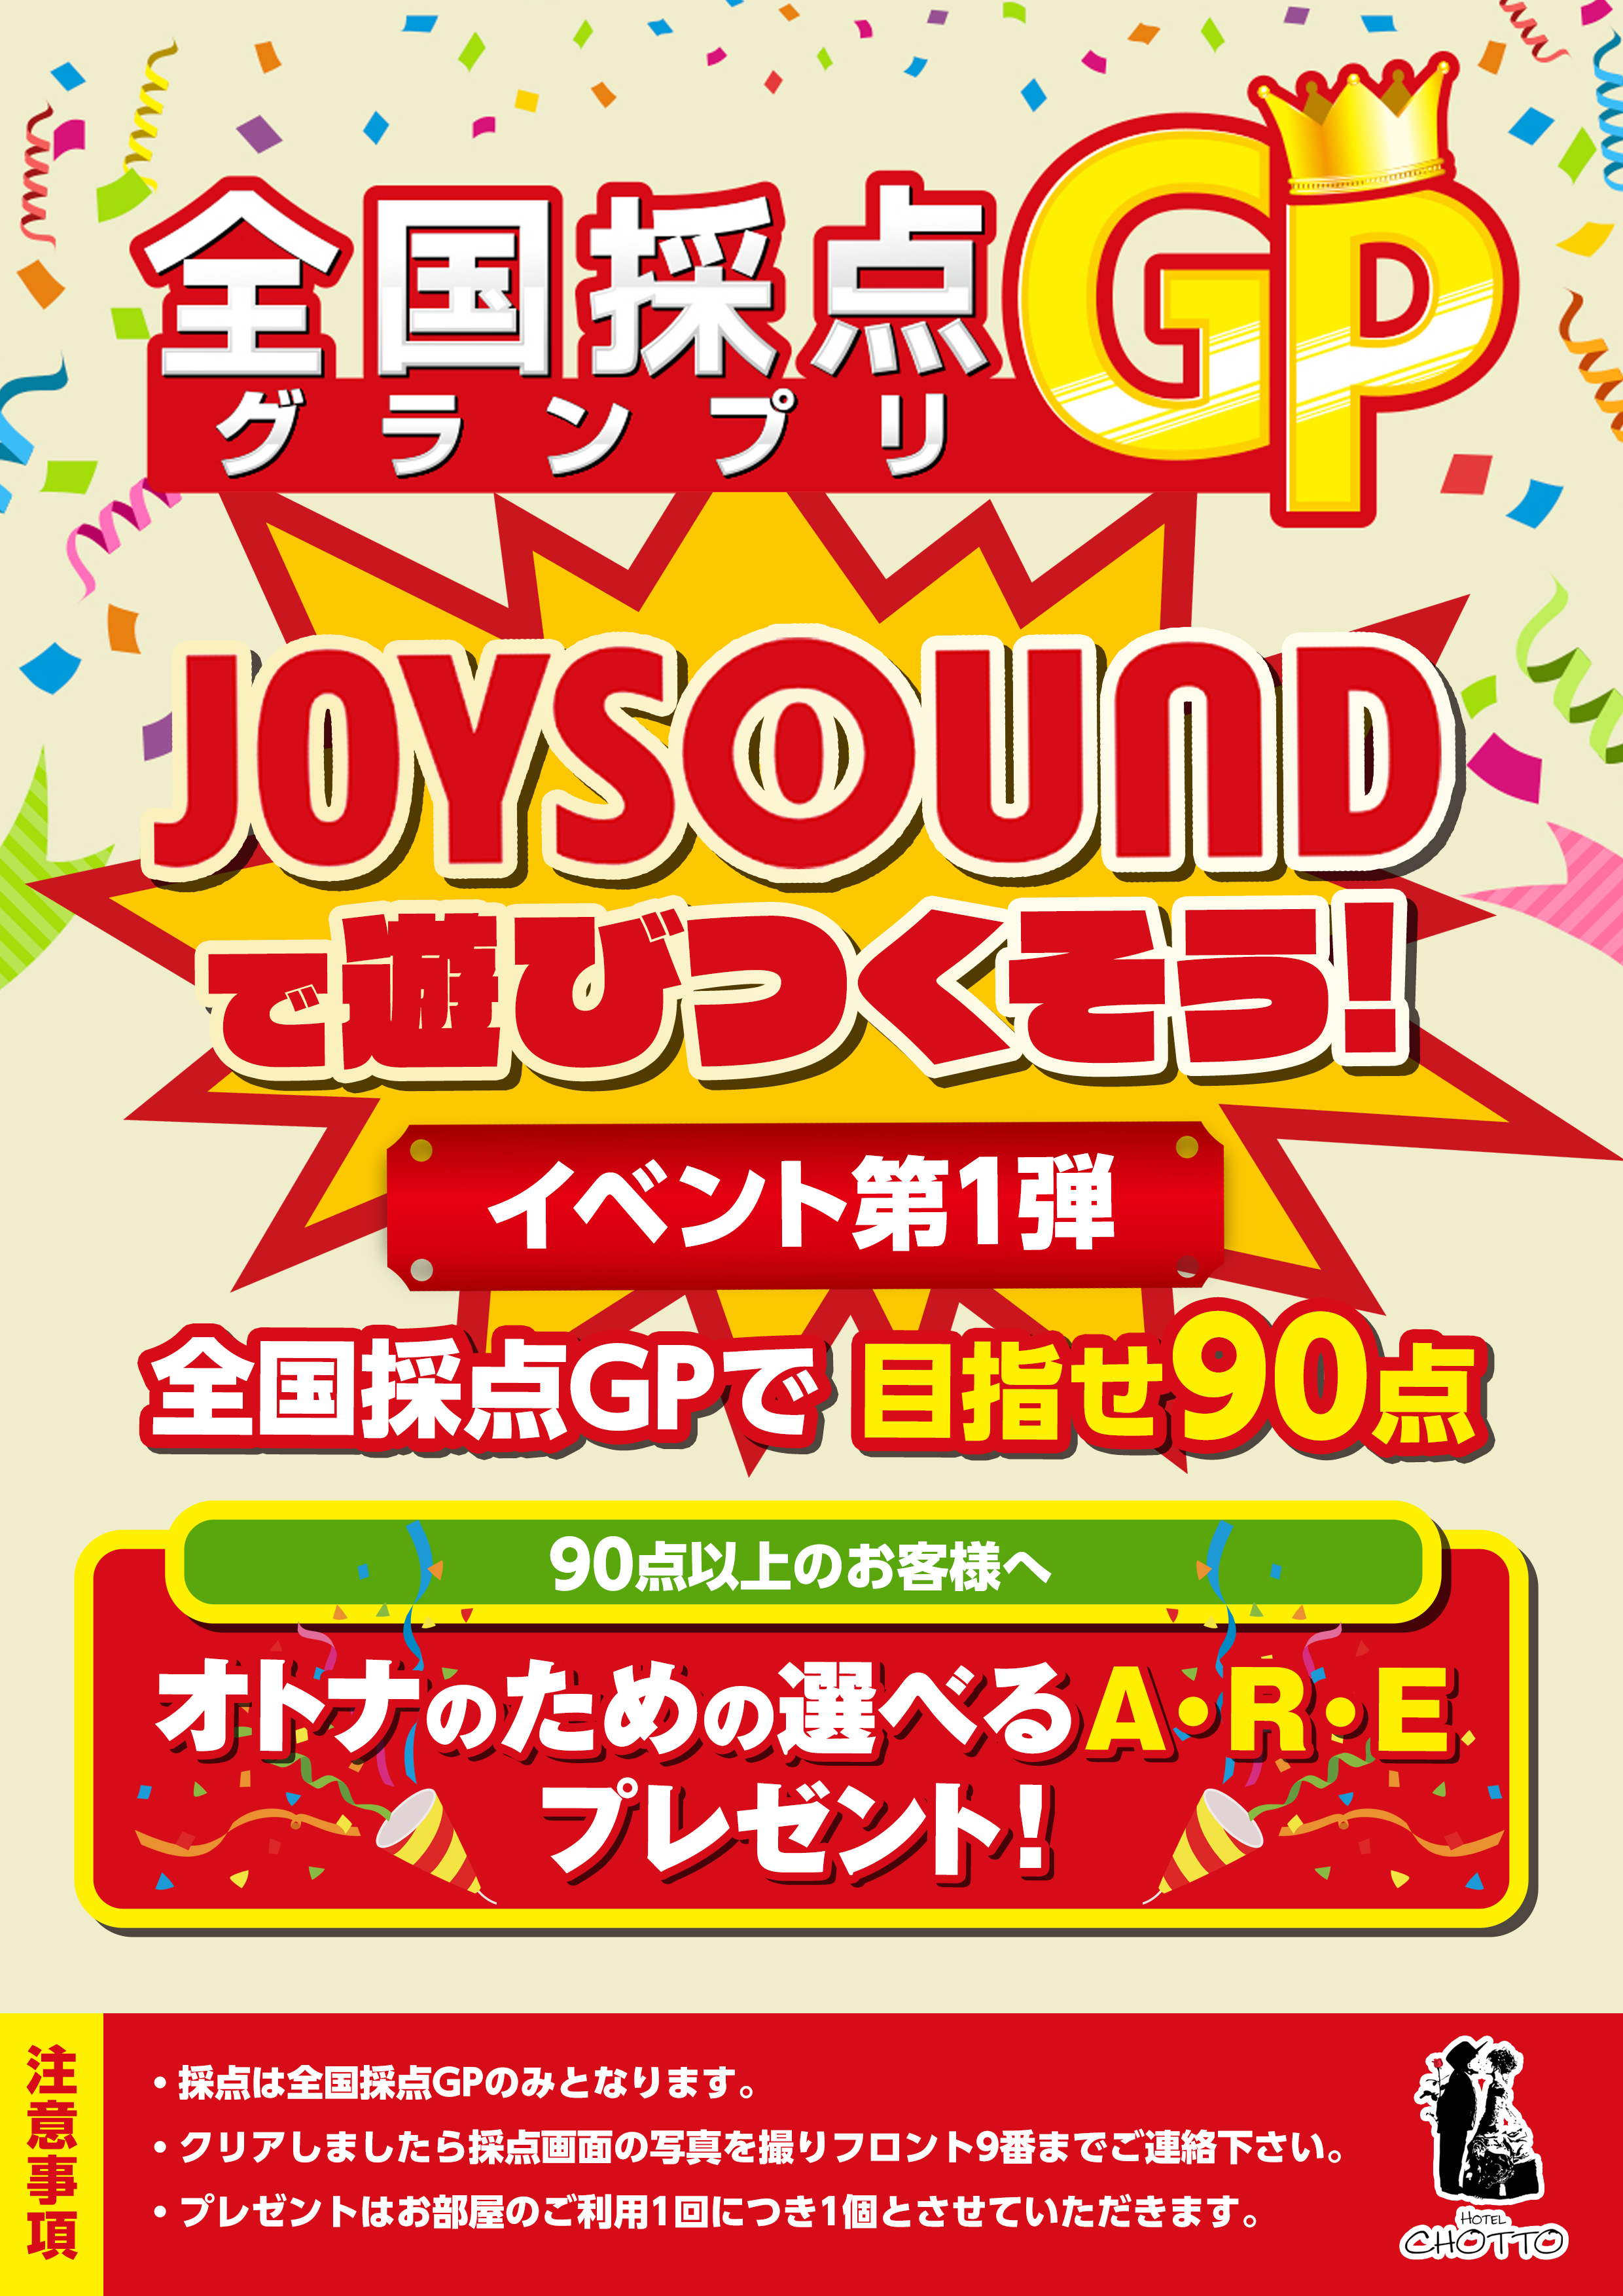 全国採点GP
グランプリ
JOYSOUND
で遊びつくそう!
イベント第1弾
全国採点GPで 目指せ90点
90点以上のお客様へ
オトナのための選べるA・R・E
プレゼント!
注意事項
・採点は全国採点GPのみとなります。
・クリアしましたら採点画面の写真を撮りフロント9番までご連絡下さい。
・プレゼントはお部屋のご利用1回につき1個とさせていただきます。
HOTEL
CHOTTO